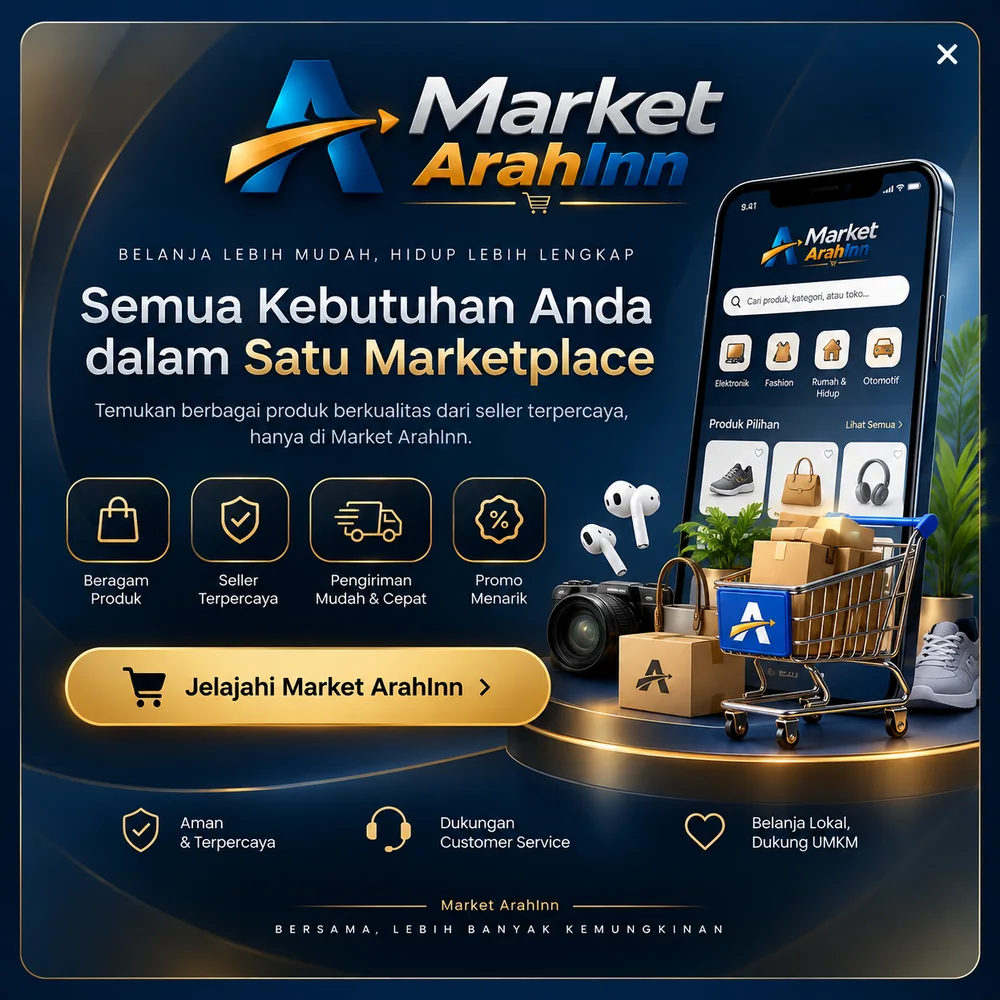 Market
ArahInn
BELANJA LEBIH MUDAH, HIDUP LEBIH LENGKAP
Semua Kebutuhan Anda
dalam Satu Marketplace
Temukan berbagai produk berkualitas dari seller terpercaya,
hanya di Market ArahInn.
Beragam
Produk
Seller
Terpercaya
Pengiriman
Mudah & Cepat
Promo
Menarik
Jelajahi Market ArahInn
9.41
Market
ArahInn
Cari produk, kategori, atau toko...
Elektronik
Fashion
Rumah &
Hidup
Otomotif
Produk Pilihan
Lihat Semua
Aman
& Terpercaya
Dukungan
Customer Service
Belanja Lokal,
Dukung UMKM
Market ArahInn
BERSAMA, LEBIH BANYAK KEMUNGKINAN